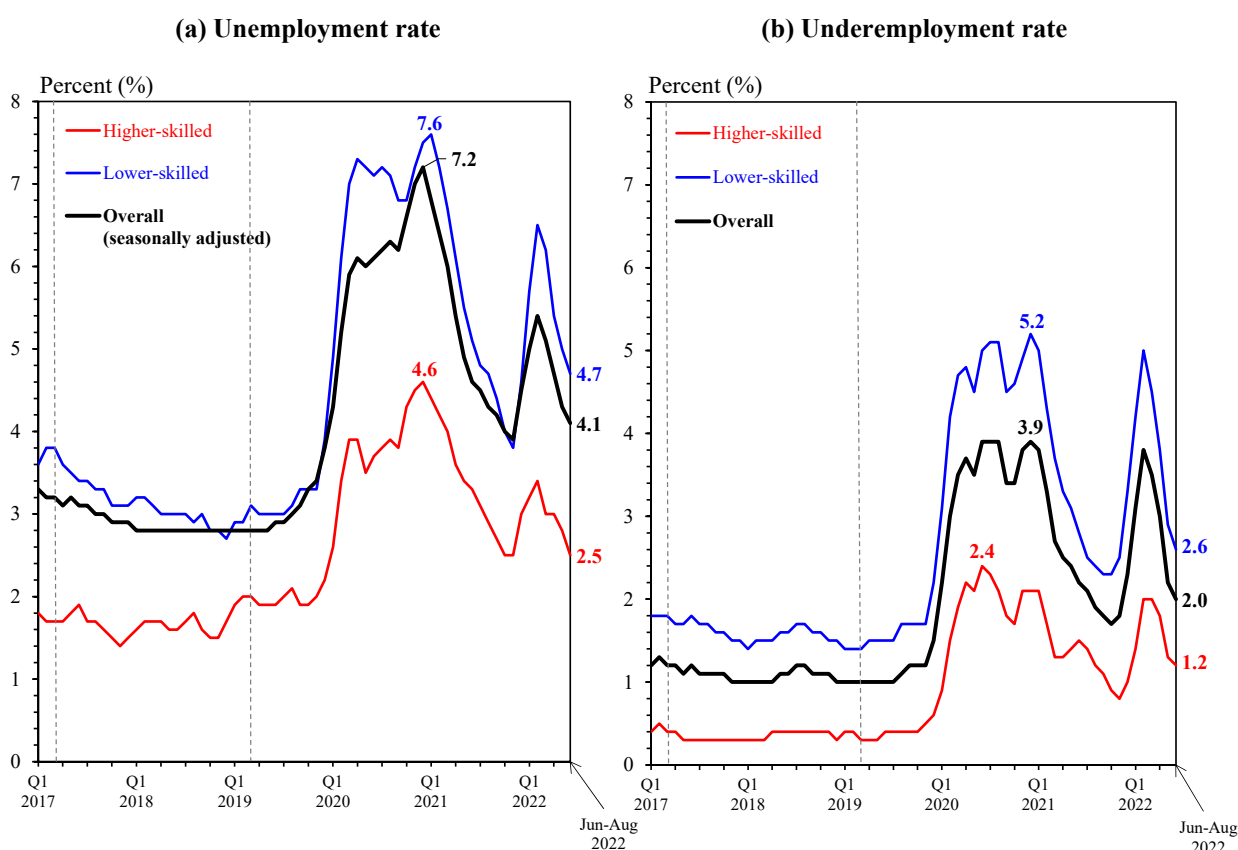 (a) Unemployment rate
Percent (%)
8
7
6
5
4
3
2
1
0
Higher-skilled
Lower-skilled
Overall
(seasonally adjusted)
7.6
7.2
4.6
4.7
4.1
2.5
Q1 Q1 Q1 Q1 Q1 Q1
2017 2018 2019 2020 2021 2022
Jun-Aug
2022
(b) Underemployment rate
Percent (%)
8
7
6
5
4
3
2
1
0
Higher-skilled
Lower-skilled
Overall
5.2
3.9
2.4
2.6
2.0
1.2
Q1 Q1 Q1 Q1 Q1 Q1
2017 2018 2019 2020 2021 2022
Jun-Aug
2022